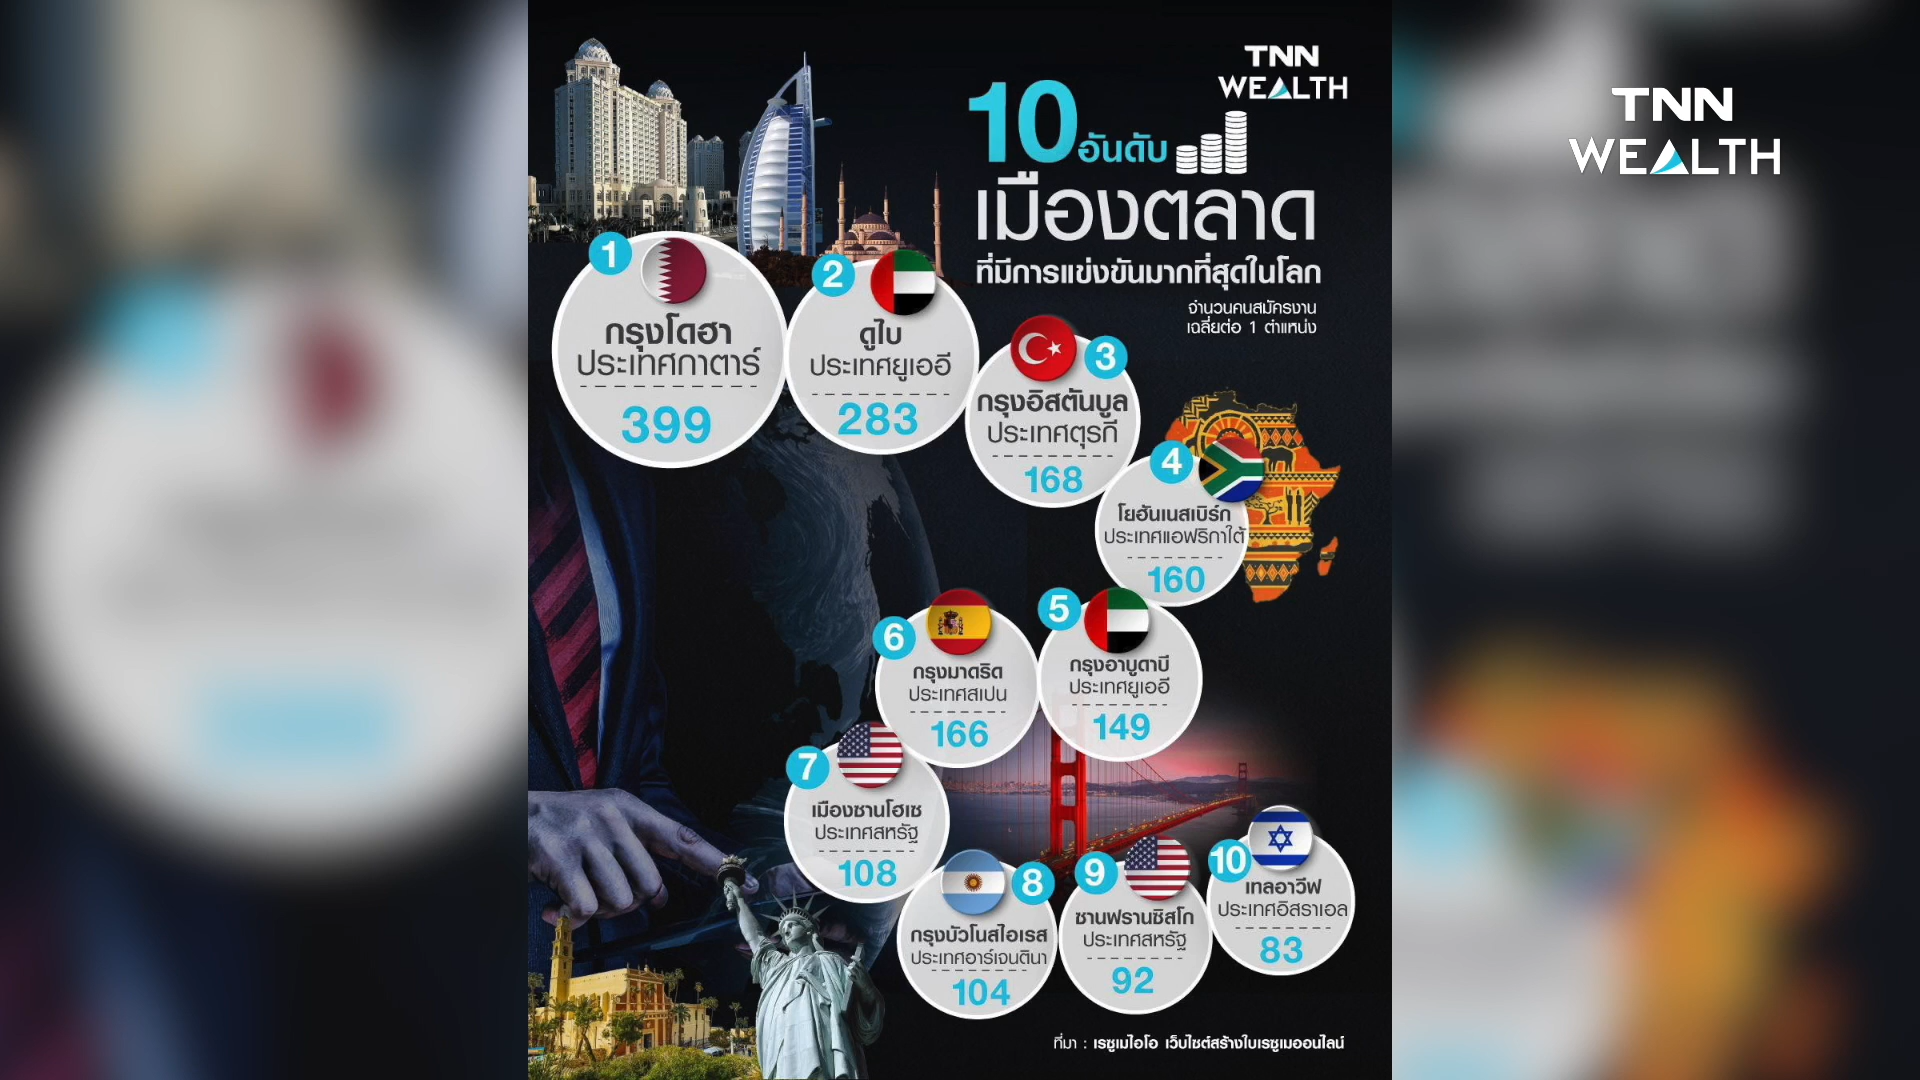 TNN
WEALTH
10 อันดับ
เมืองตลาด
ที่มีการแข่งขันมากที่สุดในโลก
จำนวนคนสมัครงาน
เฉลี่ยต่อ 1 ตำแหน่ง
TNN
WEALTH
1
กรุงโดฮา
ประเทศกาตาร์
399
2
ดูไบ
ประเทศยูเออี
283
3
กรุงอิสตันบูล
ประเทศตุรกี
168
4
โยฮันเนสเบิร์ก
ประเทศแอฟริกาใต้
160
5
กรุงอาบูดาบี
ประเทศยูเออี
149
6
กรุงมาดริด
ประเทศสเปน
166
7
เมืองซานโฮเซ
ประเทศสหรัฐ
108
8
กรุงบัวโนสไอเรส
ประเทศอาร์เจนตินา
104
9
ซานฟรานซิสโก
ประเทศสหรัฐ
92
10
เทลอาวีฟ
ประเทศอิสราเอล
83
ที่มา : เรซูเมไอโอ เว็บไซต์สร้างใบเรซูเมออนไลน์